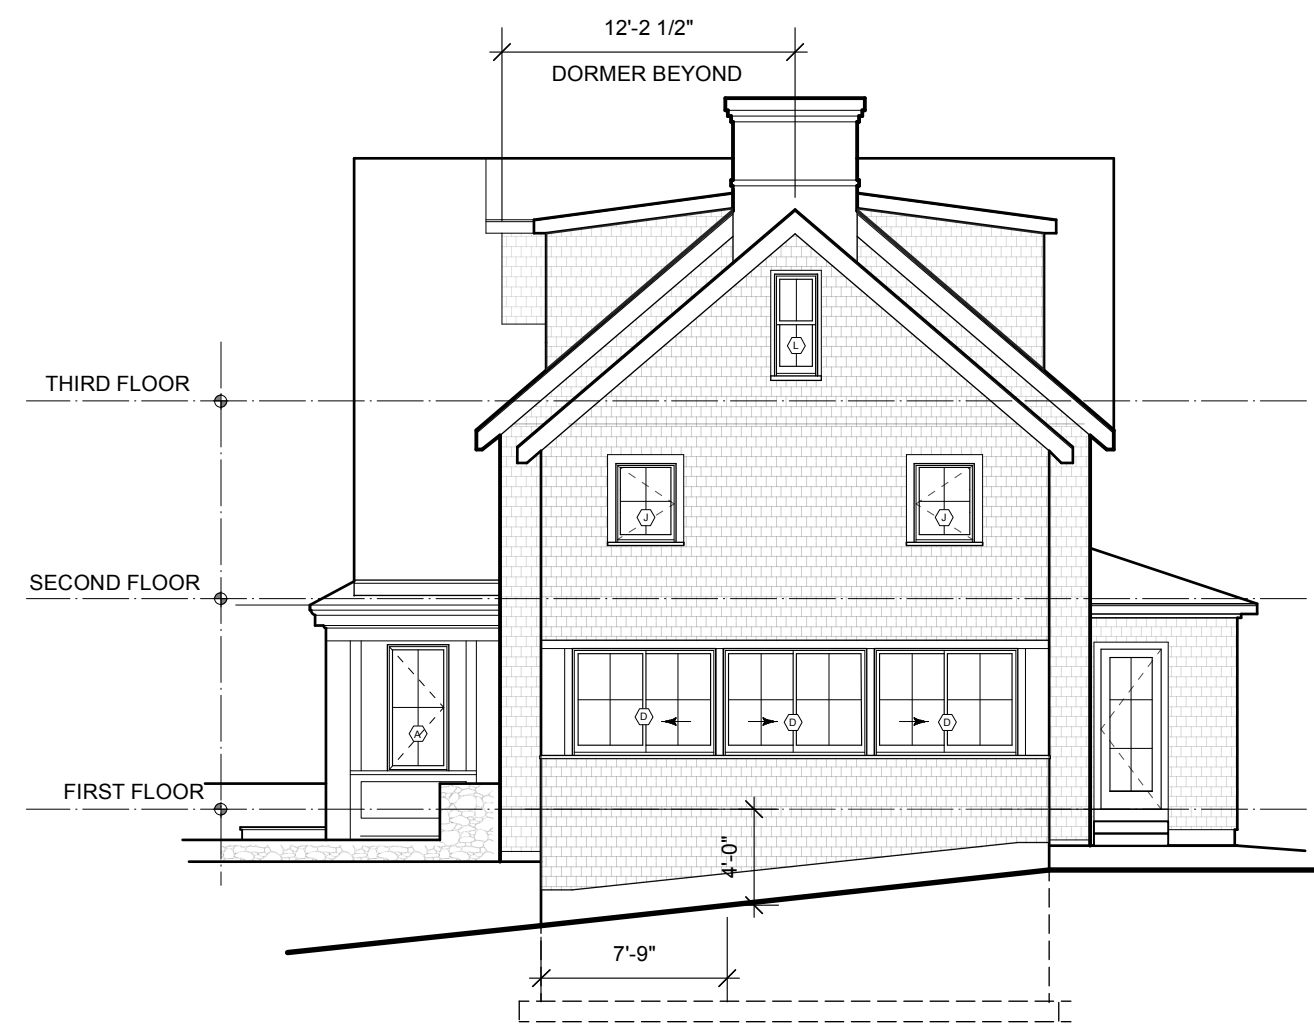 12'-2 1/2"
DORMER BEYOND
L
THIRD FLOOR
J
J
SECOND FLOOR
D
D
D
A
FIRST FLOOR
4'-0"
7'-9"